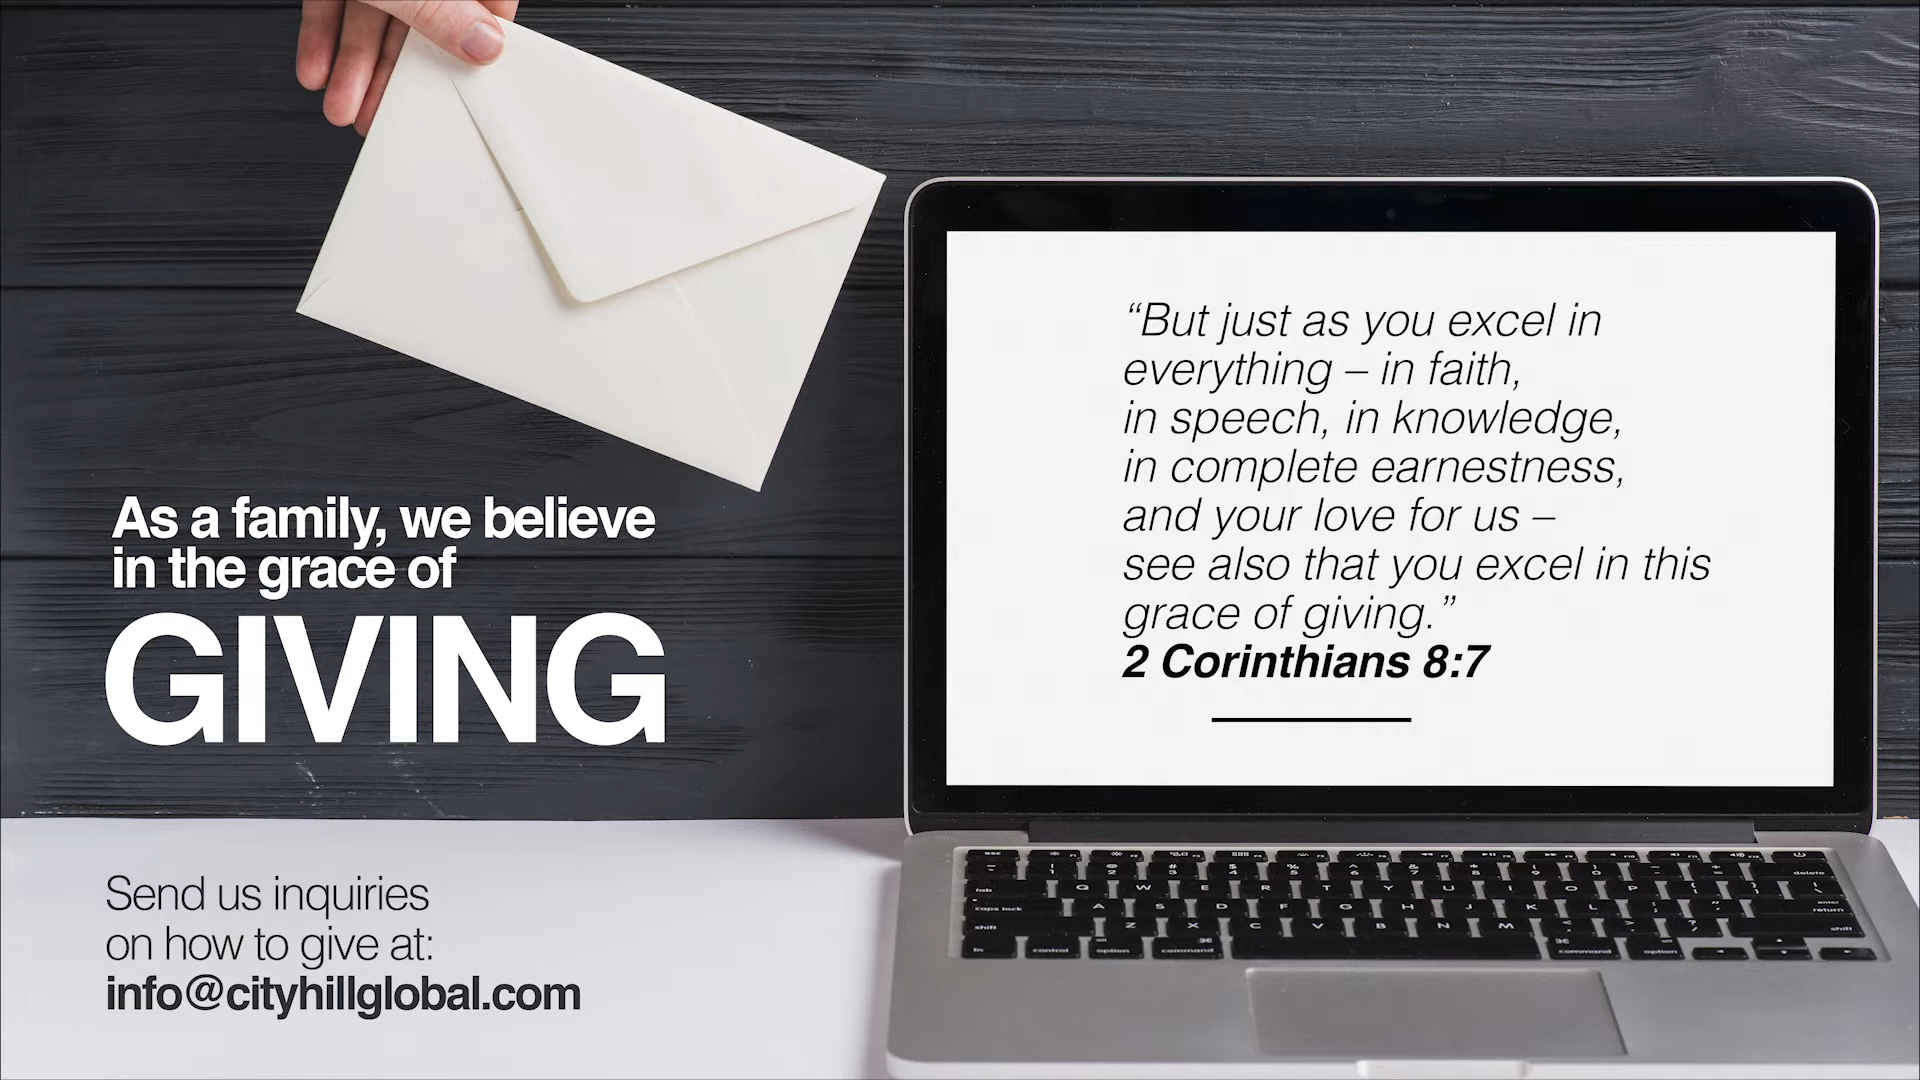 As a family, we believe
in the grace of
GIVING
Send us inquiries
on how to give at:
info@cityhillglobal.com
“But just as you excel in
everything – in faith,
in speech, in knowledge,
in complete earnestness,
and your love for us –
see also that you excel in this
grace of giving.”
2 Corinthians 8:7